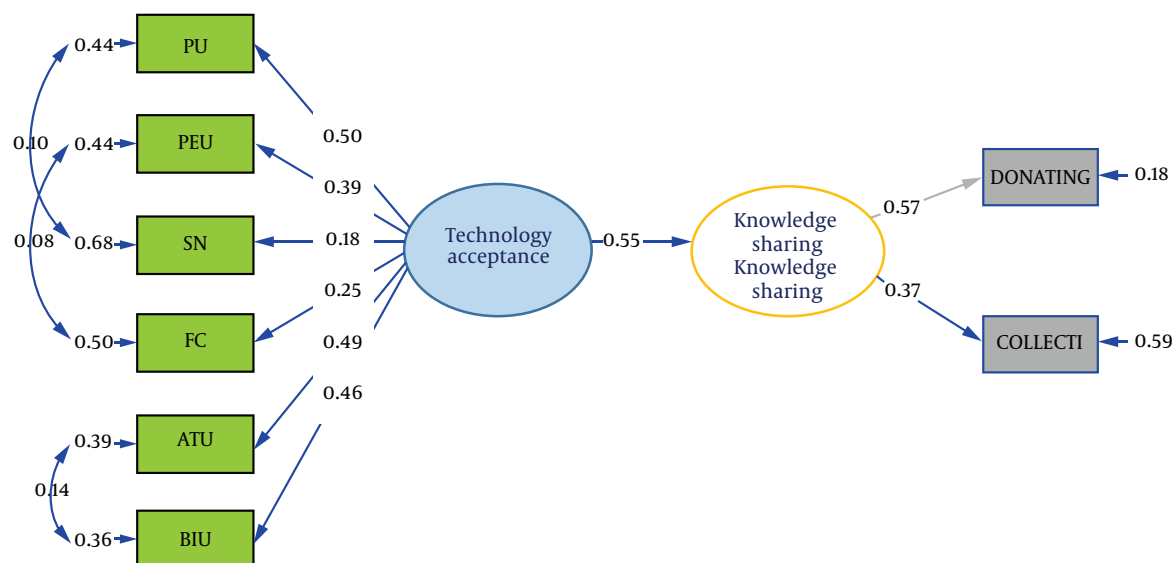 0.44
PU
0.50
0.10
0.44
PEU
0.39
DONATING
0.18
0.57
0.08
0.68
SN
0.18
Technology
acceptance
0.55
Knowledge
sharing
Knowledge
sharing
0.25
0.37
0.50
FC
0.49
COLLECTI
0.59
0.46
0.39
ATU
0.14
0.36
BIU